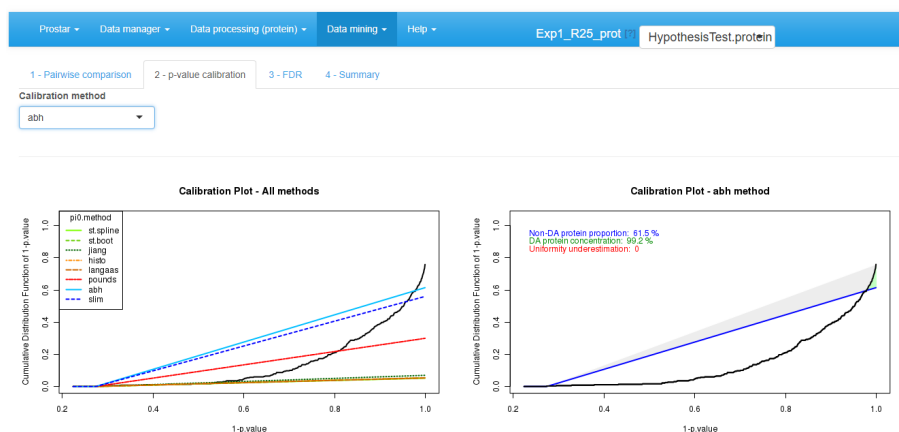 Prostar Data manager Data processing (protein) Data mining Help Exp1_R25_prot [?] HypothesisTest.protein
1 - Pairwise comparison 2 - p-value calibration 3 - FDR 4 - Summary
Calibration method
abh
Calibration Plot - All methods
Cumulative Distribution Function of 1-p.value
1.0
0.8
0.6
0.4
0.2
0.0
pi0.method
st.spline
st.boot
jiang
histo
langaas
pounds
abh
slim
0.2 0.4 0.6 0.8 1.0
1-p.value
Calibration Plot - abh method
Cumulative Distribution Function of 1-p.value
1.0
0.8
0.6
0.4
0.2
0.0
Non-DA protein proportion: 61.5 %
DA protein concentration: 99.2 %
Uniformity underestimation: 0
0.2 0.4 0.6 0.8 1.0
1-p.value